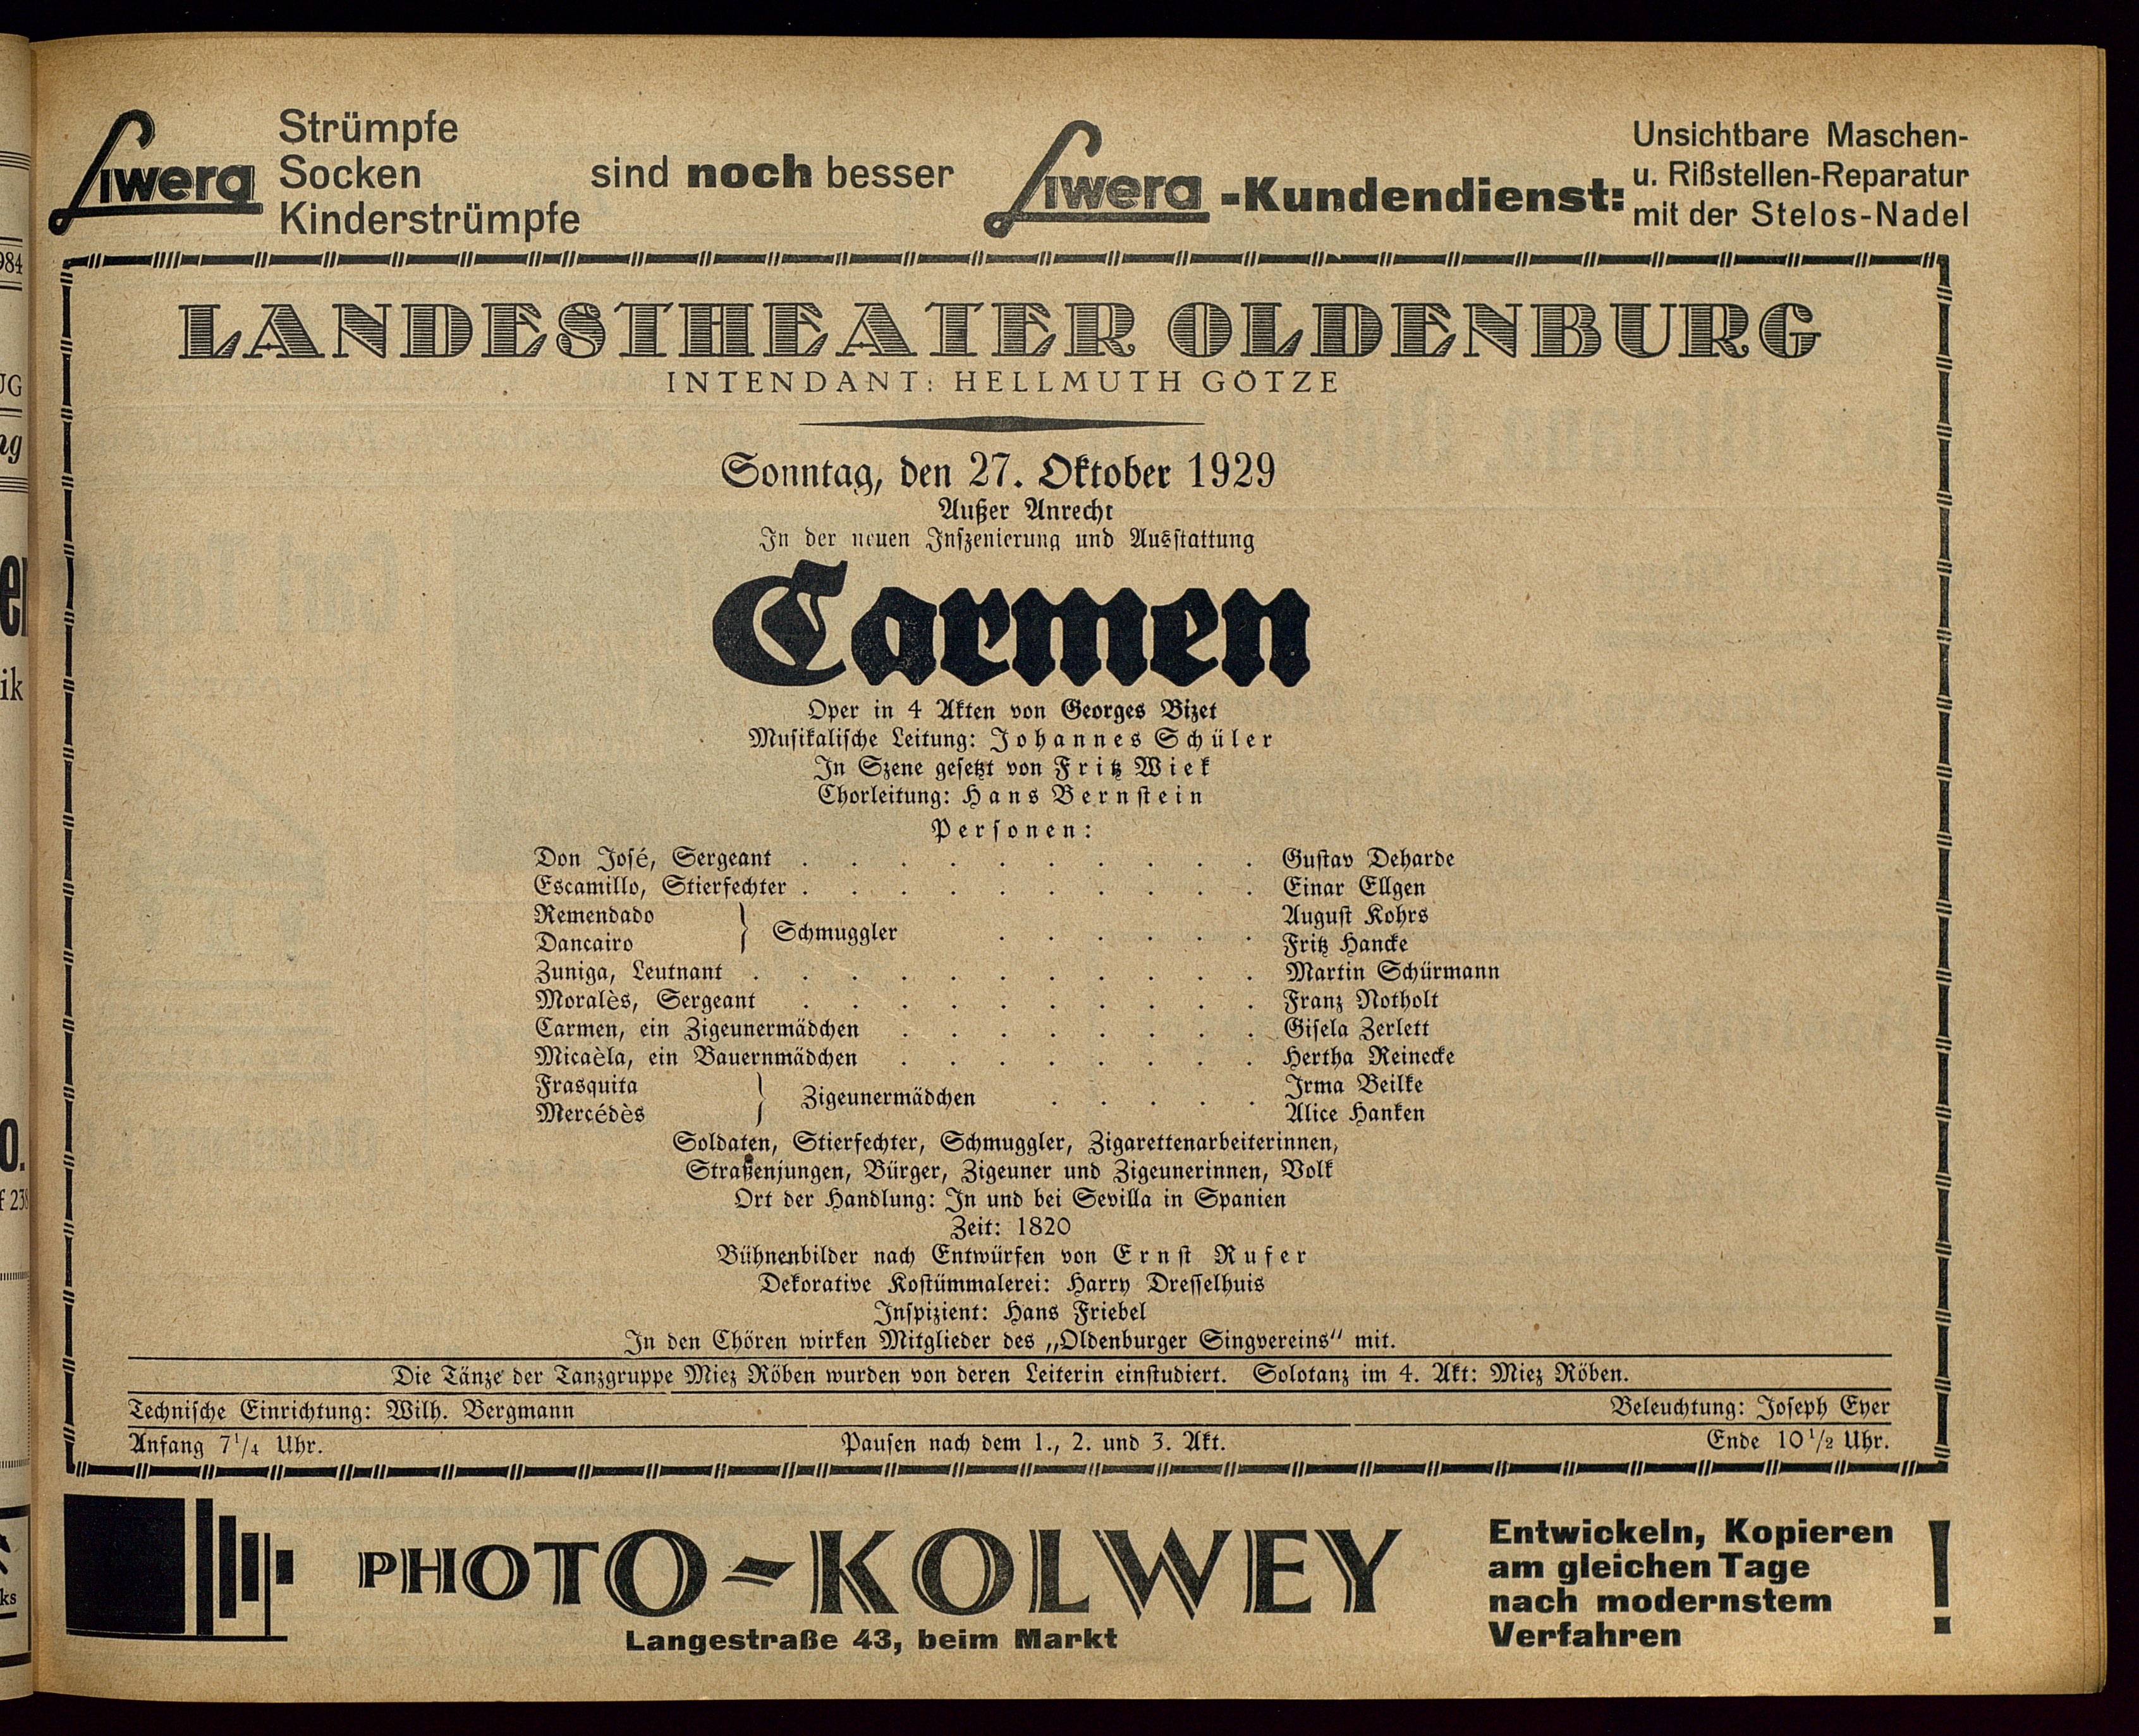 Siwera Strümpfe
Socken
Kinderstrümpfe
sind noch besser
Siwera-Kundendienst:
Unsichtbare Maschen-
u. Rißstellen-Reparatur
mit der Stelos-Nadel
LANDESTHEATER OLDENBURG
INTENDANT: HELLMUTH GÖTZE
Sonntag, den 27. Oktober 1929
Außer Anrecht
In der neuen Inszenierung und Ausstattung
Carmen
Oper in 4 Akten von Georges Bizet
Musikalische Leitung: Johannes Schüler
In Szene gesetzt von Fritz Wiek
Chorleitung: Hans Bernstein
Personen:
Don José, Sergeant . . . . . . . . . . Gustav Deharde
Escamillo, Stierfechter . . . . . . . . . . Einar Ellgen
Remendado } Schmuggler . . . . . . August Kohrs
Dancairo Fritz Hancke
Zuniga, Leutnant . . . . . . . . . . . Martin Schürmann
Moralès, Sergeant . . . . . . . . . . Franz Notholt
Carmen, ein Zigeunermädchen . . . . . . . . Gisela Zerlett
Micaèla, ein Bauernmädchen . . . . . . . . Hertha Reinecke
Frasquita } Zigeunermädchen . . . . . Irma Beilke
Mercédès Alice Hanken
Soldaten, Stierfechter, Schmuggler, Zigarettenarbeiterinnen,
Straßenjungen, Bürger, Zigeuner und Zigeunerinnen, Volk
Ort der Handlung: In und bei Sevilla in Spanien
Zeit: 1820
Bühnenbilder nach Entwürfen von Ernst Rufer
Dekorative Kostümmalerei: Harry Dresselhuis
Inspizient: Hans Friebel
In den Chören wirken Mitglieder des „Oldenburger Singvereins" mit.
Die Tänze der Tanzgruppe Miez Röben wurden von deren Leiterin einstudiert. Solotanz im 4. Akt: Miez Röben.
Technische Einrichtung: Wilh. Bergmann Beleuchtung: Joseph Eyer
Anfang 7 1/4 Uhr. Pausen nach dem 1., 2. und 3. Akt. Ende 10 1/2 Uhr.
PHOTO-KOLWEY
Langestraße 43, beim Markt
Entwickeln, Kopieren
am gleichen Tage
nach modernstem
Verfahren !